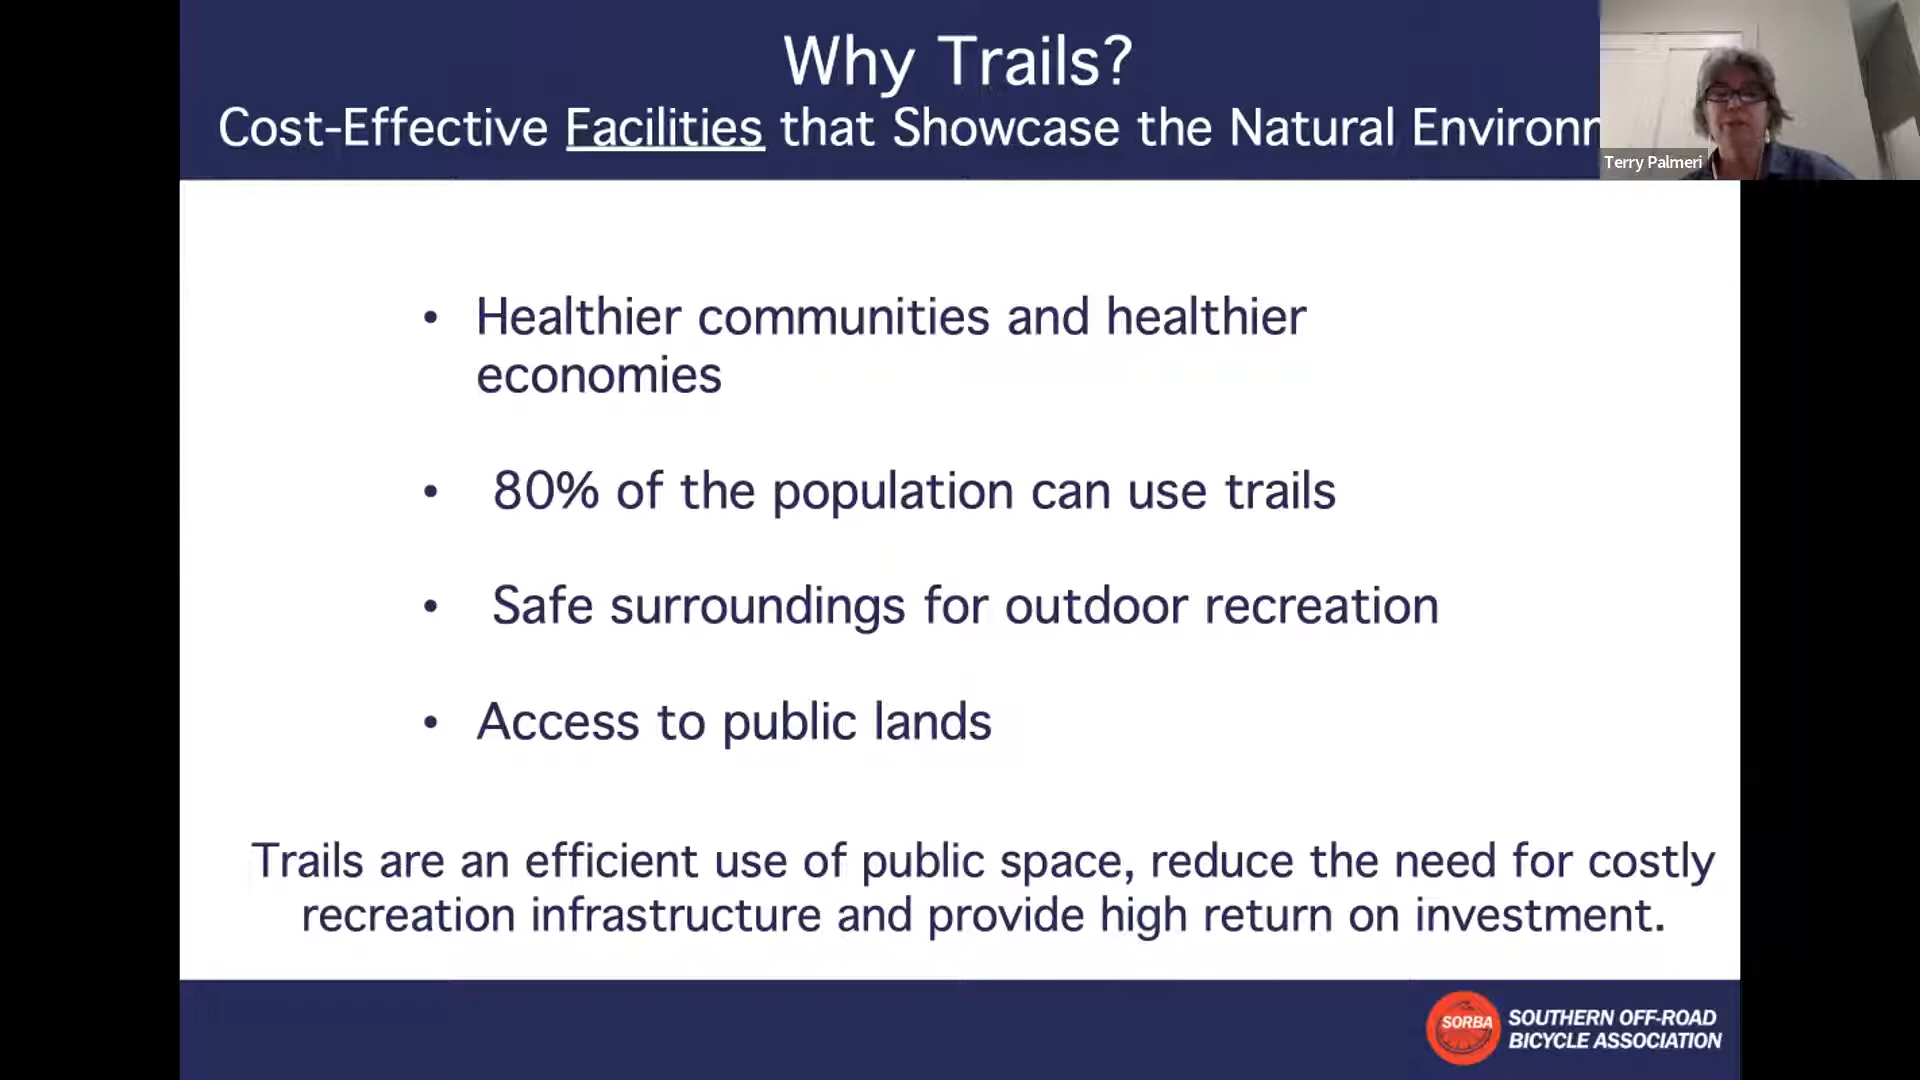 Why Trails?
Cost-Effective Facilities that Showcase the Natural
Terry Palmeri
• Healthier communities and healthier
economies
• 80% of the population can use trails
• Safe surroundings for outdoor recreation
• Access to public lands
Trails are an efficient use of public space, reduce the need for costly
recreation infrastructure and provide high return on investment.
SORBA
SOUTHERN OFF-ROAD
BICYCLE ASSOCIATION